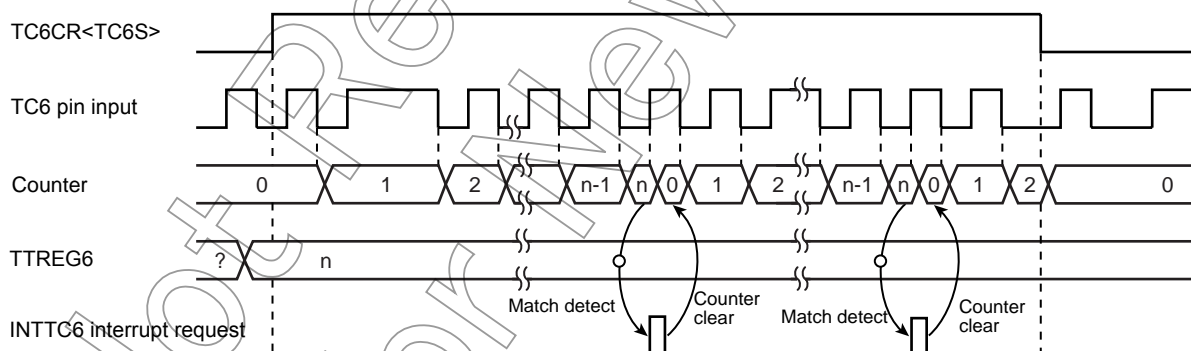 TC6CR<TC6S>
TC6 pin input
Counter
0 1 2 n-1 n 0 1 2 n-1 n 0 1 2 0
TTREG6
? n
Match detect
Counter
clear
Match detect
Counter
clear
INTTC6 interrupt request